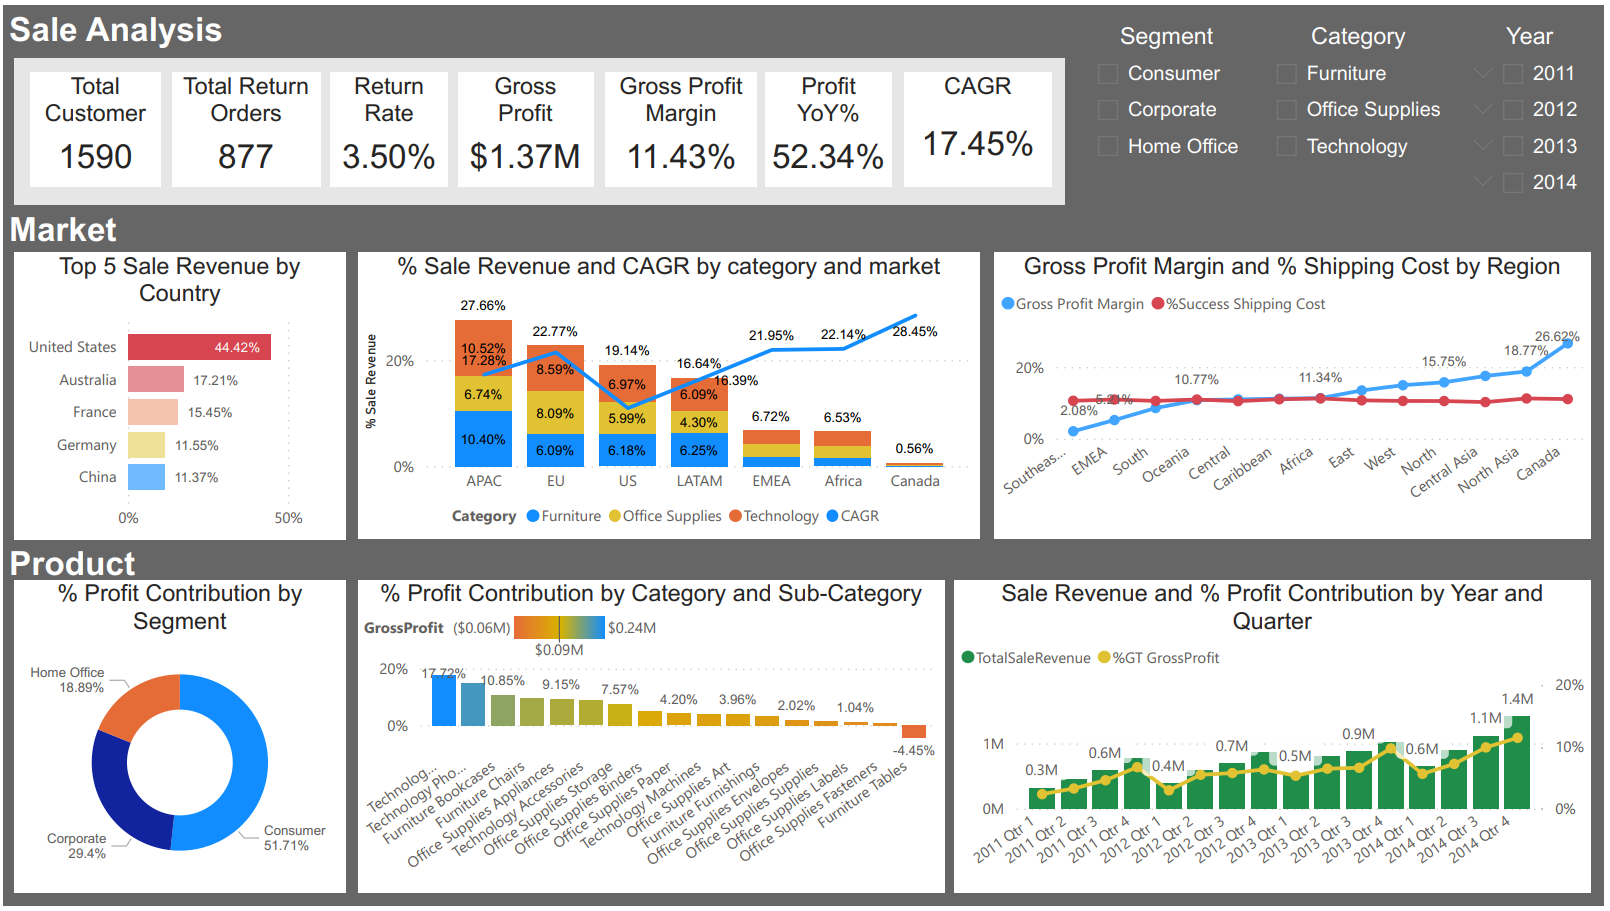 Sale Analysis
Total Customer
1590
Total Return Orders
877
Return Rate
3.50%
Gross Profit
$1.37M
Gross Profit Margin
11.43%
Profit YoY%
52.34%
CAGR
17.45%
Segment
Consumer
Corporate
Home Office
Category
Furniture
Office Supplies
Technology
Year
2011
2012
2013
2014
Market
Top 5 Sale Revenue by
Country
United States 44.42%
Australia 17.21%
France 15.45%
Germany 11.55%
China 11.37%
0% 50%
% Sale Revenue and CAGR by category and market
% Sale Revenue
20%
0%
27.66%
10.52%
17.28%
6.74%
10.40%
22.77%
8.59%
8.09%
6.09%
19.14%
6.97%
5.99%
6.18%
16.64%
16.39%
6.09%
4.30%
6.25%
21.95%
6.72%
22.14%
6.53%
28.45%
0.56%
APAC EU US LATAM EMEA Africa Canada
Category Furniture Office Supplies Technology CAGR
Gross Profit Margin and % Shipping Cost by Region
Gross Profit Margin %Success Shipping Cost
20%
0%
2.08%
5.21%
10.77%
11.34%
15.75%
18.77%
26.62%
Southeas...
EMEA
South
Oceania
Central
Caribbean
Africa
East
West
North
Central Asia
North Asia
Canada
Product
% Profit Contribution by
Segment
Home Office
18.89%
Corporate
29.4%
Consumer
51.71%
% Profit Contribution by Category and Sub-Category
GrossProfit ($0.06M) $0.24M
$0.09M
20%
0%
17.72%
10.85%
9.15%
7.57%
4.20%
3.96%
2.02%
1.04%
-4.45%
Technolog...
Technology Pho...
Furniture Bookcases
Furniture Chairs
Office Supplies Appliances
Technology Accessories
Office Supplies Storage
Office Supplies Binders
Office Supplies Paper
Technology Machines
Office Supplies Art
Furniture Furnishings
Office Supplies Envelopes
Office Supplies Supplies
Office Supplies Labels
Office Supplies Fasteners
Furniture Tables
Sale Revenue and % Profit Contribution by Year and
Quarter
TotalSaleRevenue %GT GrossProfit
1M
0M
20%
10%
0%
0.3M
0.6M
0.4M
0.7M
0.5M
0.9M
0.6M
1.1M
1.4M
2011 Qtr 1
2011 Qtr 2
2011 Qtr 3
2011 Qtr 4
2012 Qtr 1
2012 Qtr 2
2012 Qtr 3
2012 Qtr 4
2013 Qtr 1
2013 Qtr 2
2013 Qtr 3
2013 Qtr 4
2014 Qtr 1
2014 Qtr 2
2014 Qtr 3
2014 Qtr 4